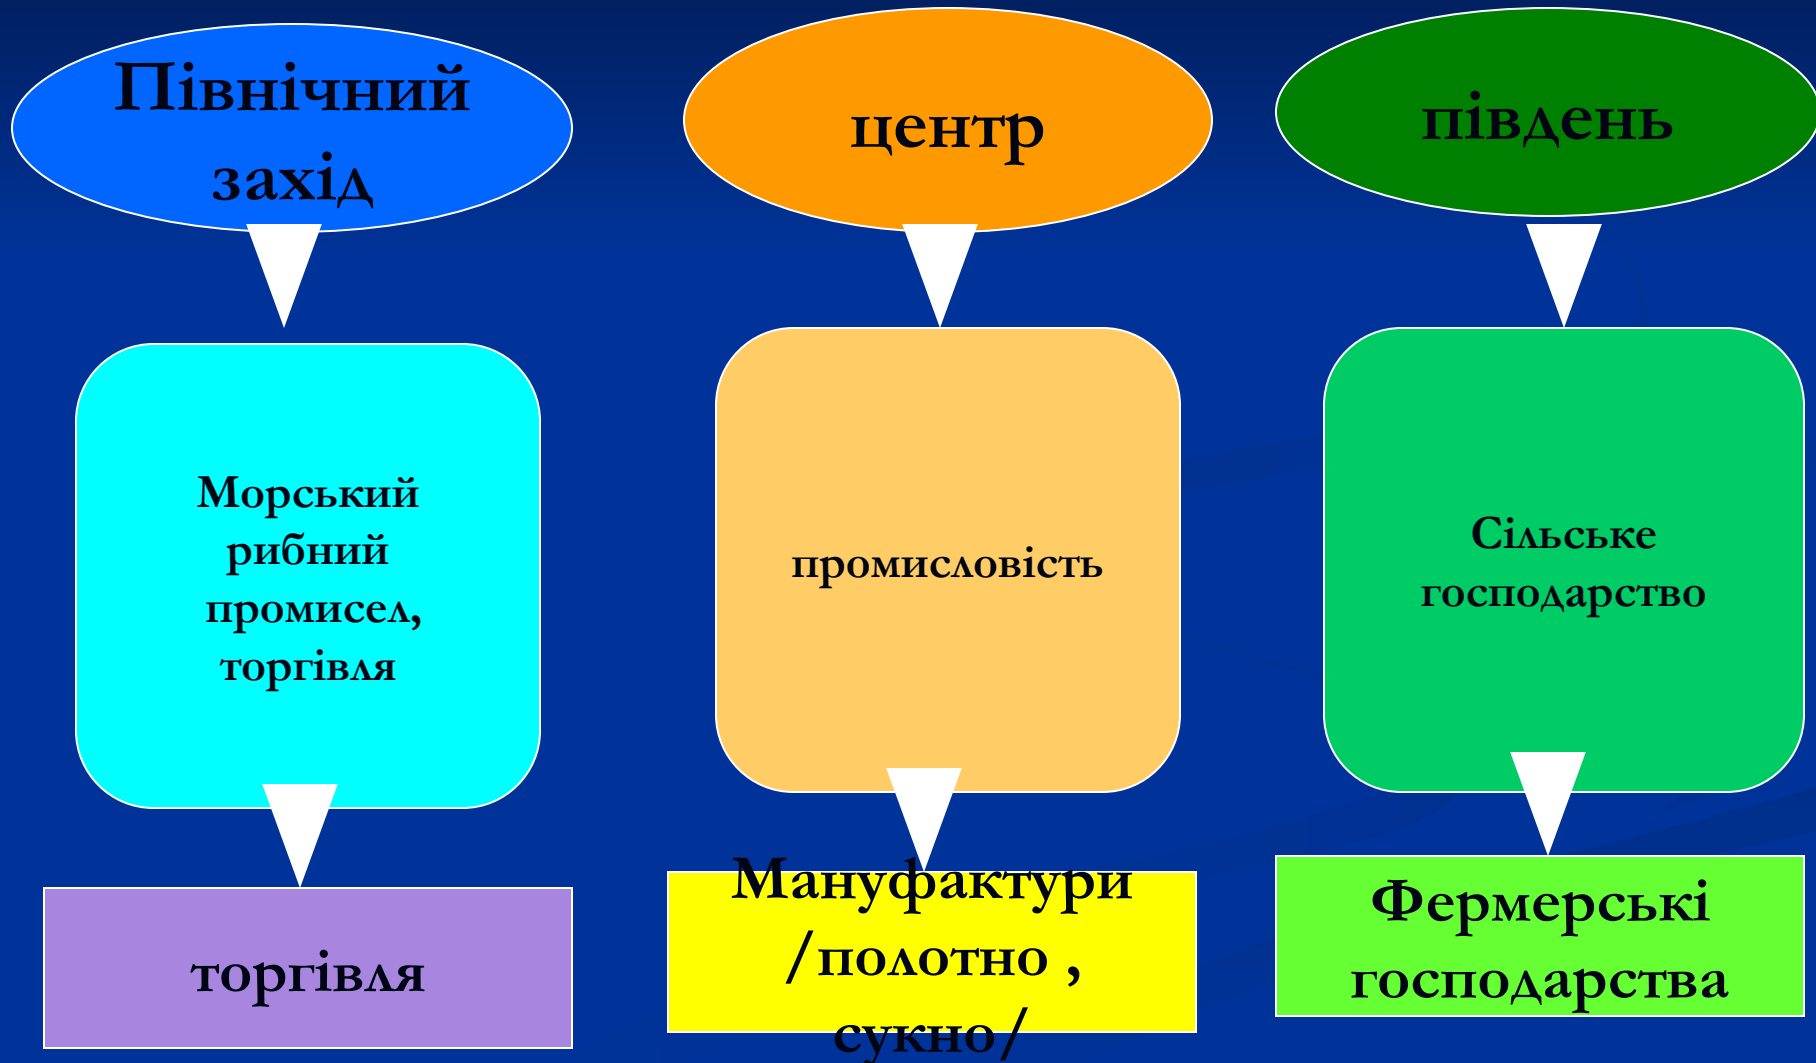 Північний
захід
Морський
рибний
промисел,
торгівля
торгівля
центр
промисловість
Мануфактури
/полотно ,
сукно/
південь
Сільське
господарство
Фермерські
господарства